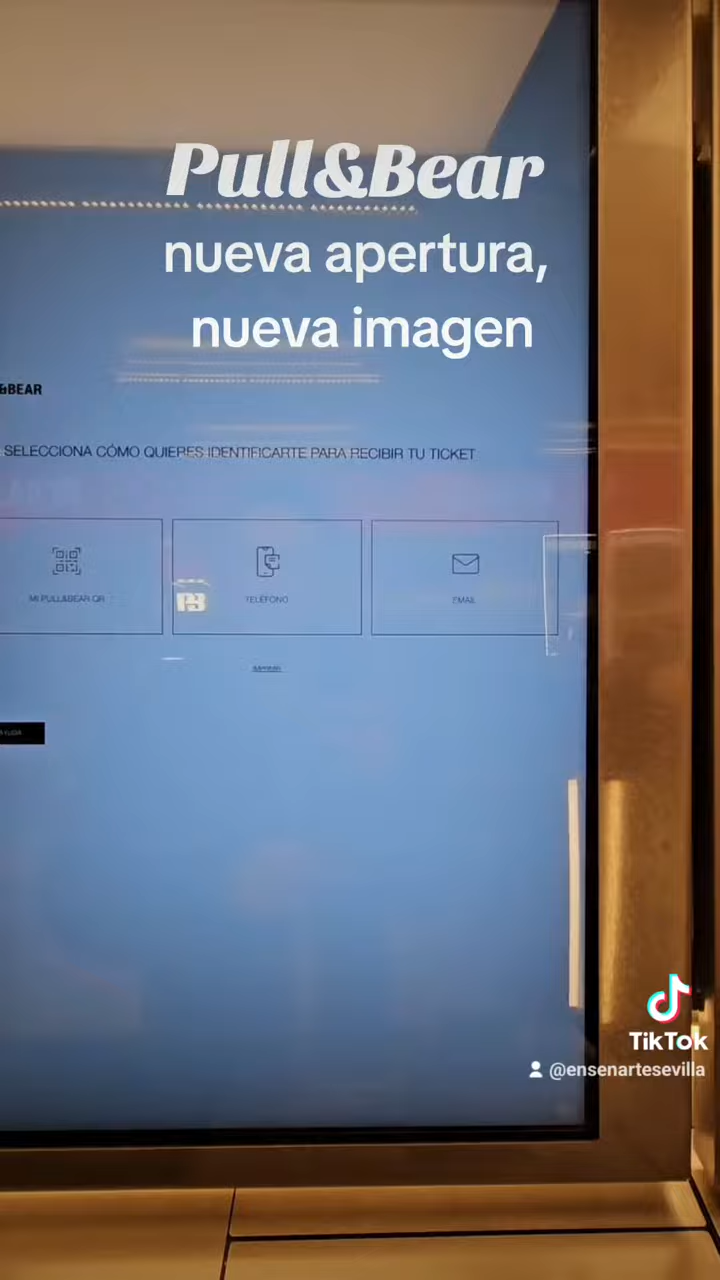 Pull&Bear
nueva apertura,
nueva imagen
&BEAR
SELECCIONA CÓMO QUIERES IDENTIFICARTE PARA RECIBIR TU TICKET
MI PULL&BEAR QR
TELÉFONO
EMAIL
TikTok
@ensenartesevilla